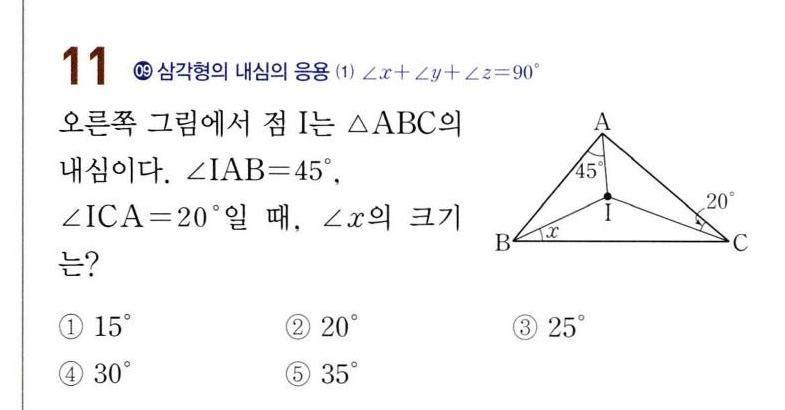 11 09 삼각형의 내심의 응용 (1) ∠x+∠y+∠z=90°
오른쪽 그림에서 점 I는 △ABC의
내심이다. ∠IAB=45°,
∠ICA=20°일 때, ∠x의 크기
는?
A
45°
20°
I
B
x
C
① 15° ② 20° ③ 25°
④ 30° ⑤ 35°